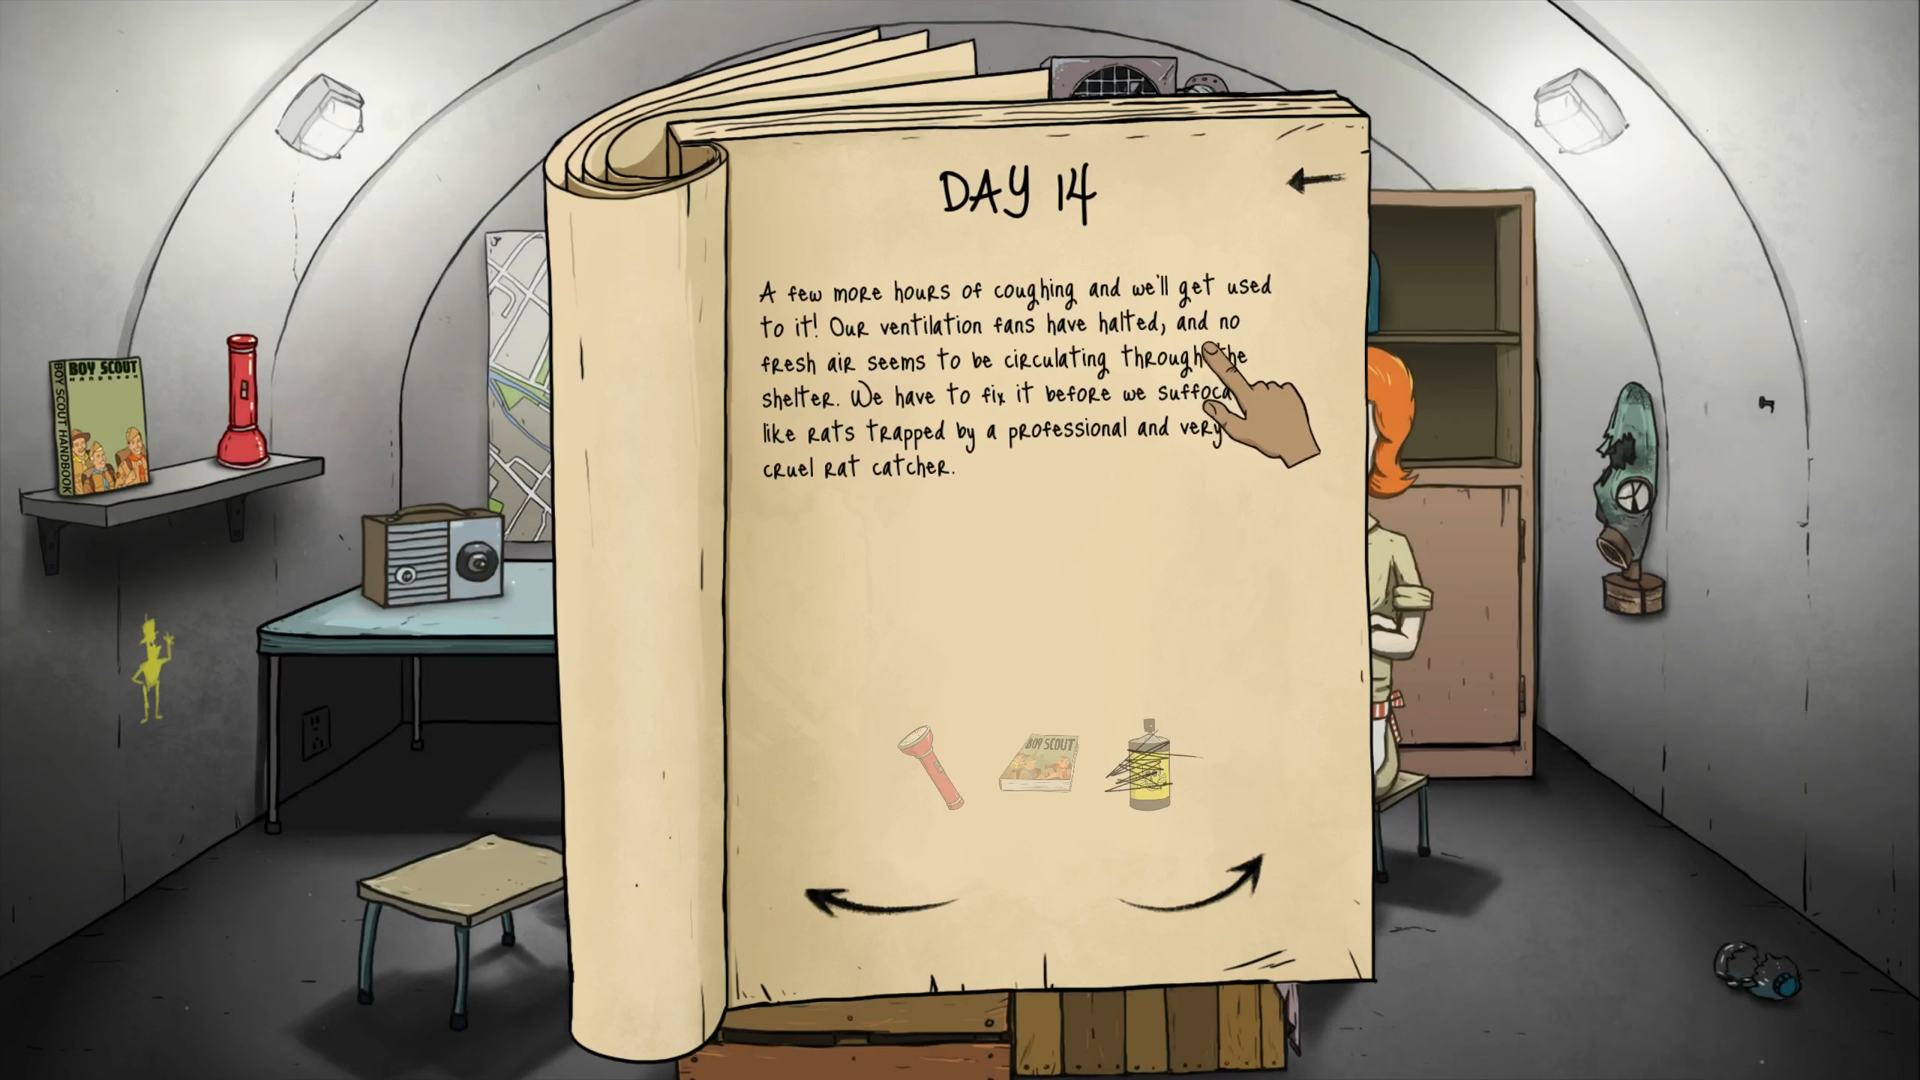 DAY 14
A few more hours of coughing and we'll get used
to it! Our ventilation fans have halted, and no
fresh air seems to be circulating through the
shelter. We have to fix it before we
like rats trapped by a professional and very
cruel rat catcher.
BOY SCOUT
HANDBOOK
BOY SCOUT HANDBOOK
BOY SCOUT